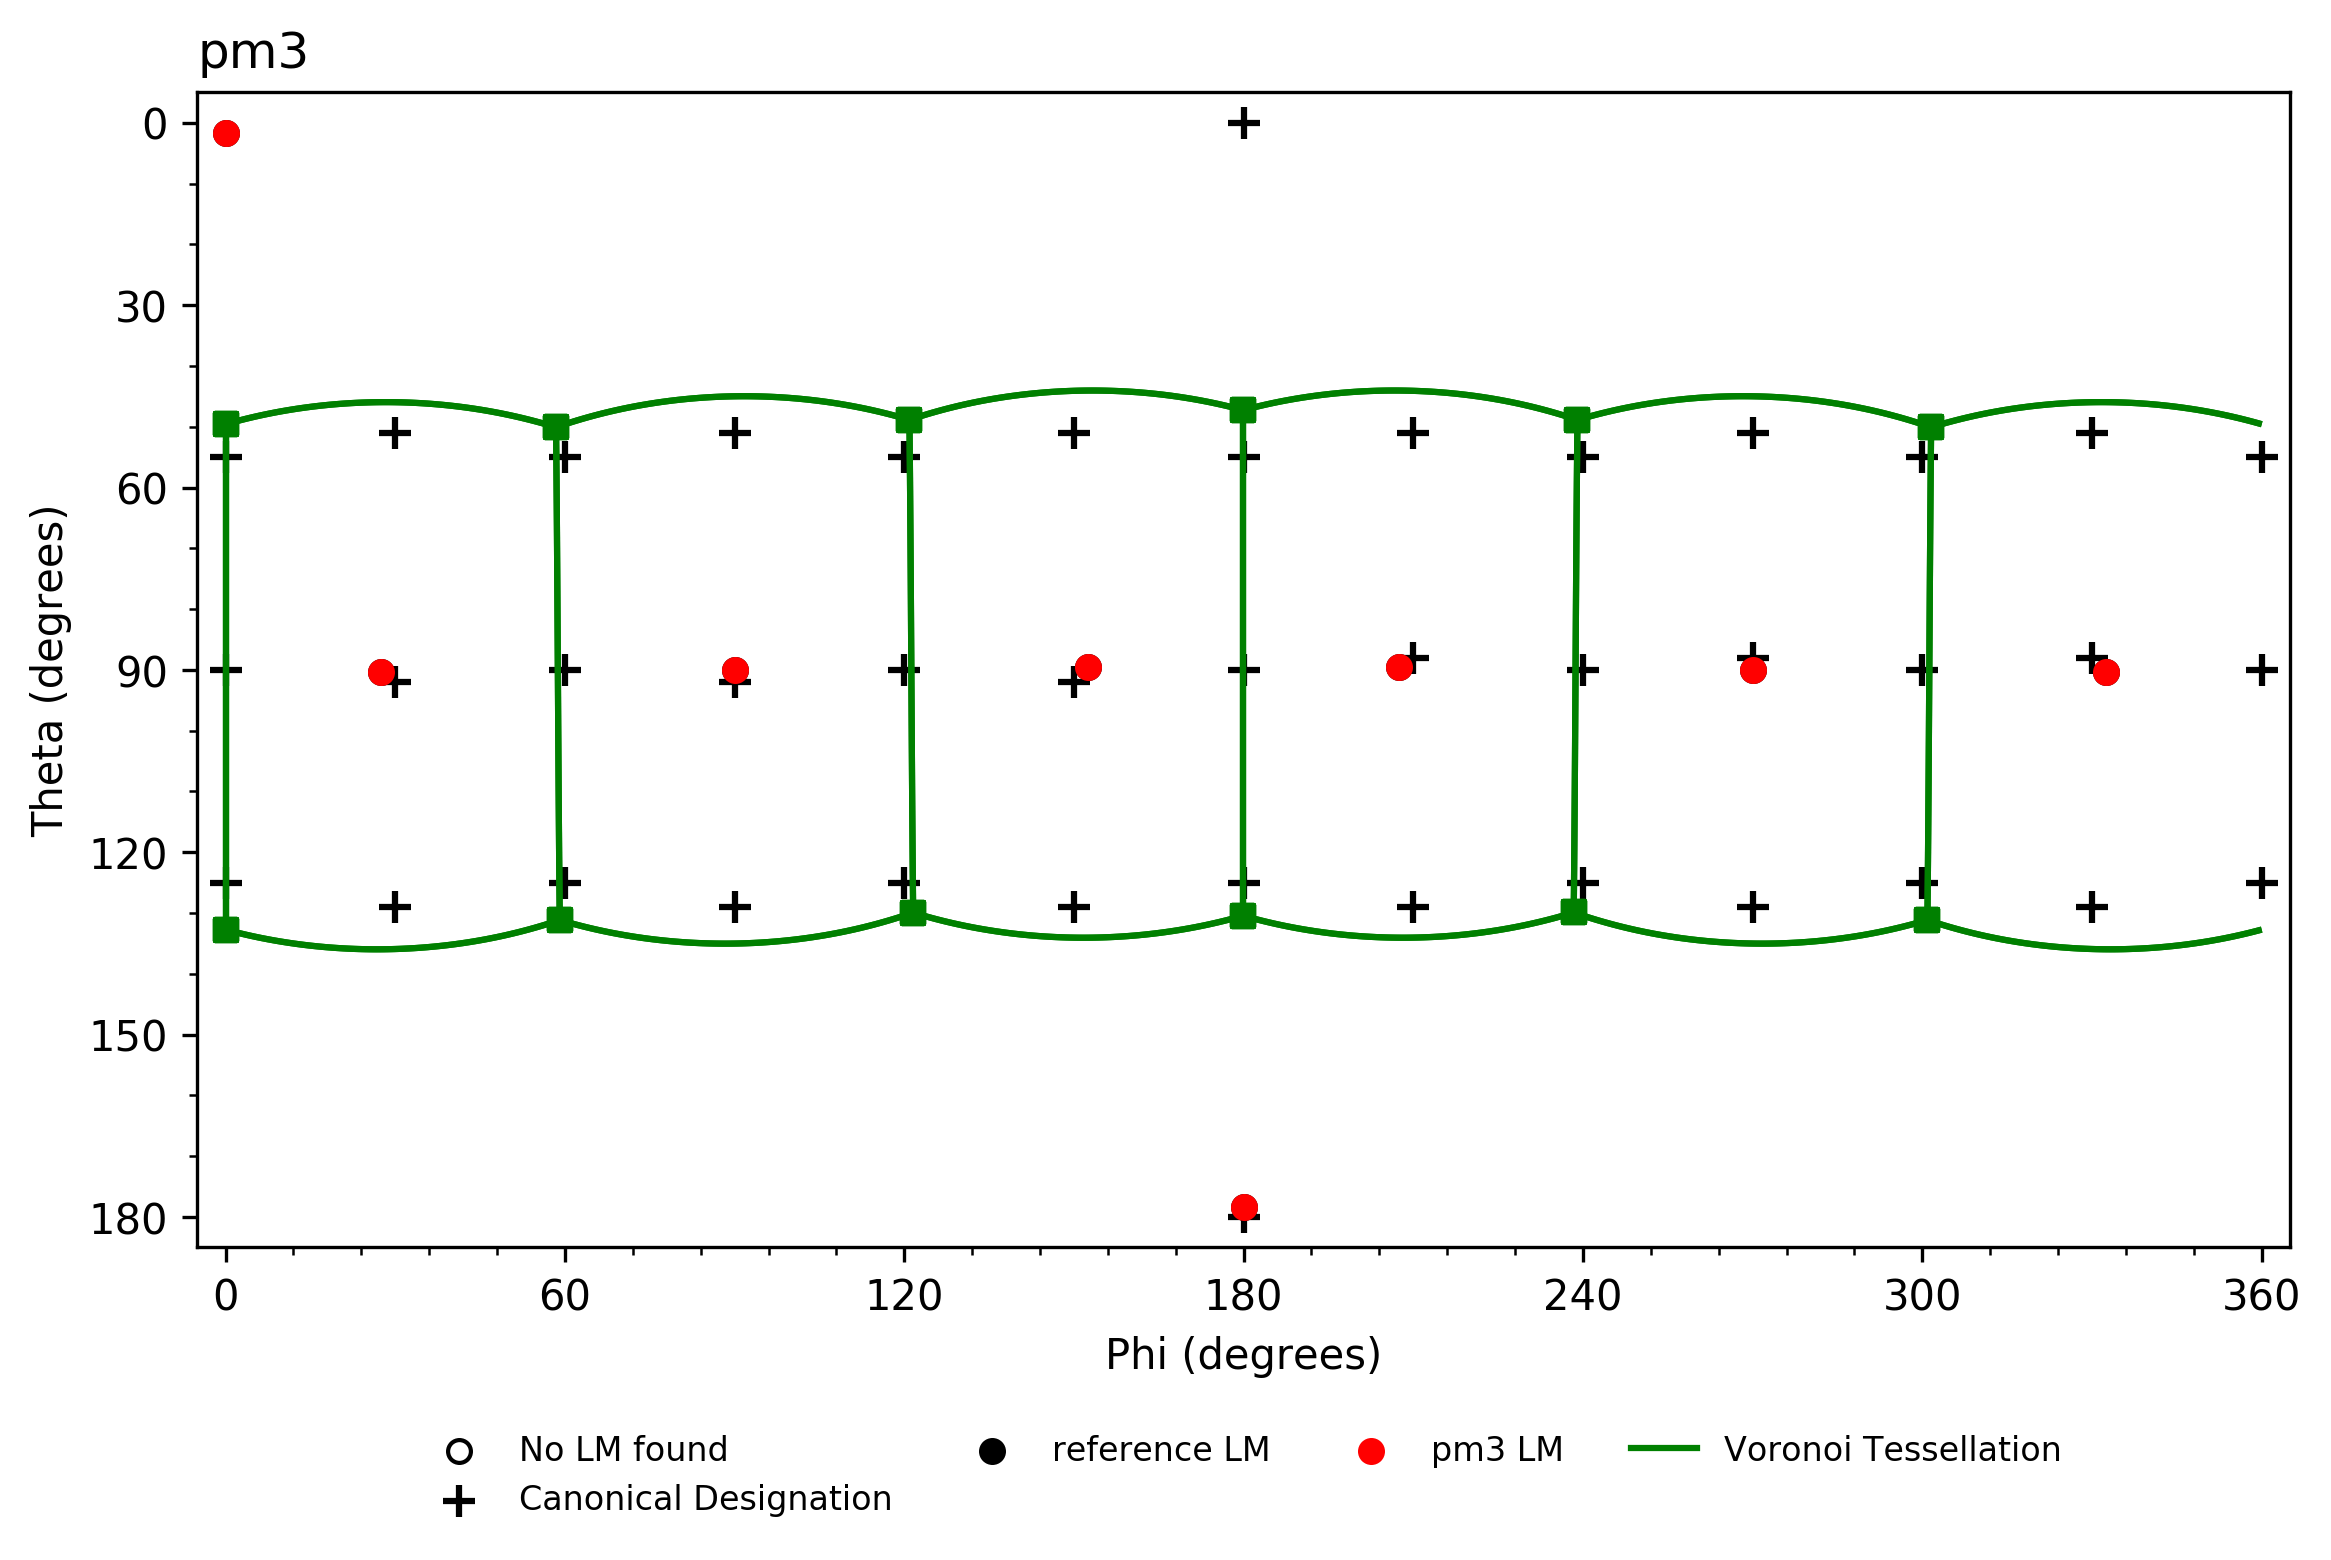 pm3
0
30
60
90
120
150
180
Theta (degrees)
0 60 120 180 240 300 360
Phi (degrees)
No LM found reference LM pm3 LM Voronoi Tessellation
Canonical Designation